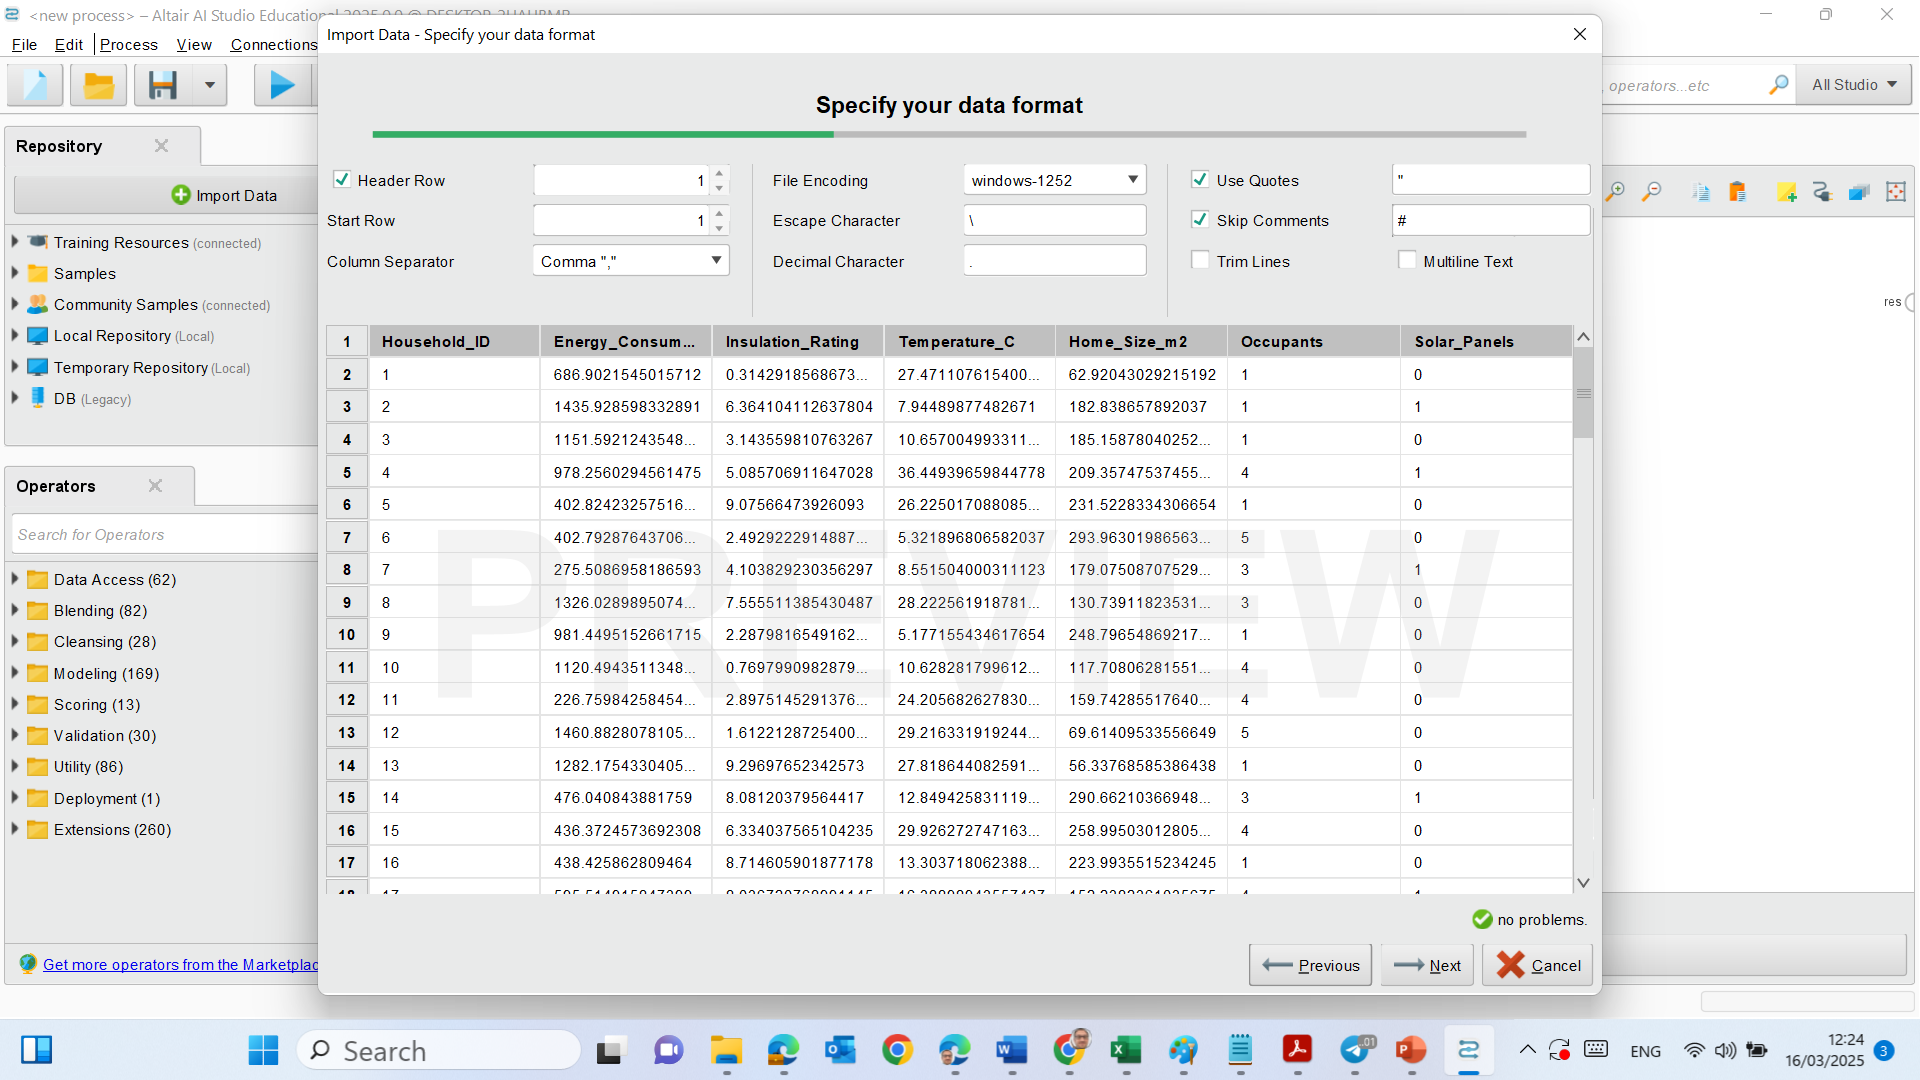 <new process> – Altair AI Studio Educational 2025.0.0 @ DESKTOP-2HAU8MB
File Edit Process View Connections
Import Data - Specify your data format
operators...etc
All Studio
Specify your data format
Repository
Import Data
Training Resources (connected)
Samples
Community Samples (connected)
Local Repository (Local)
Temporary Repository (Local)
DB (Legacy)
Operators
Search for Operators
Data Access (62)
Blending (82)
Cleansing (28)
Modeling (169)
Scoring (13)
Validation (30)
Utility (86)
Deployment (1)
Extensions (260)
Get more operators from the Marketplac
Header Row 1 File Encoding windows-1252 Use Quotes "
Start Row 1 Escape Character \ Skip Comments #
Column Separator Comma "," Decimal Character . Trim Lines Multiline Text
res
1 Household_ID Energy_Consum... Insulation_Rating Temperature_C Home_Size_m2 Occupants Solar_Panels
2 1 686.9021545015712 0.3142918568673... 27.471107615400... 62.92043029215192 1 0
3 2 1435.928598332891 6.364104112637804 7.94489877482671 182.838657892037 1 1
4 3 1151.5921243548... 3.143559810763267 10.657004993311... 185.15878040252... 1 0
5 4 978.2560294561475 5.085706911647028 36.44939659844778 209.35747537455... 4 1
6 5 402.82423257516... 9.07566473926093 26.225017088085... 231.5228334306654 1 0
7 6 402.79287643706... 2.4929222914887... 5.321896806582037 293.96301986563... 5 0
8 7 275.5086958186593 4.103829230356297 8.551504000311123 179.07508707529... 3 1
9 8 1326.0289895074... 7.555511385430487 28.222561918781... 130.73911823531... 3 0
10 9 981.4495152661715 2.2879816549162... 5.177155434617654 248.79654869217... 1 0
11 10 1120.4943511348... 0.7697990982879... 10.628281799612... 117.70806281551... 4 0
12 11 226.75984258454... 2.8975145291376... 24.205682627830... 159.74285517640... 4 0
13 12 1460.8828078105... 1.6122128725400... 29.216331919244... 69.61409533556649 5 0
14 13 1282.1754330405... 9.29697652342573 27.818644082591... 56.33768585386438 1 0
15 14 476.040843881759 8.08120379564417 12.849425831119... 290.66210366948... 3 1
16 15 436.3724573692308 6.334037565104235 29.926272747163... 258.99503012805... 4 0
17 16 438.425862809464 8.714605901877178 13.303718062388... 223.9935515234245 1 0
PREVIEW
no problems.
Previous Next Cancel
Search
ENG
12:24
16/03/2025
3